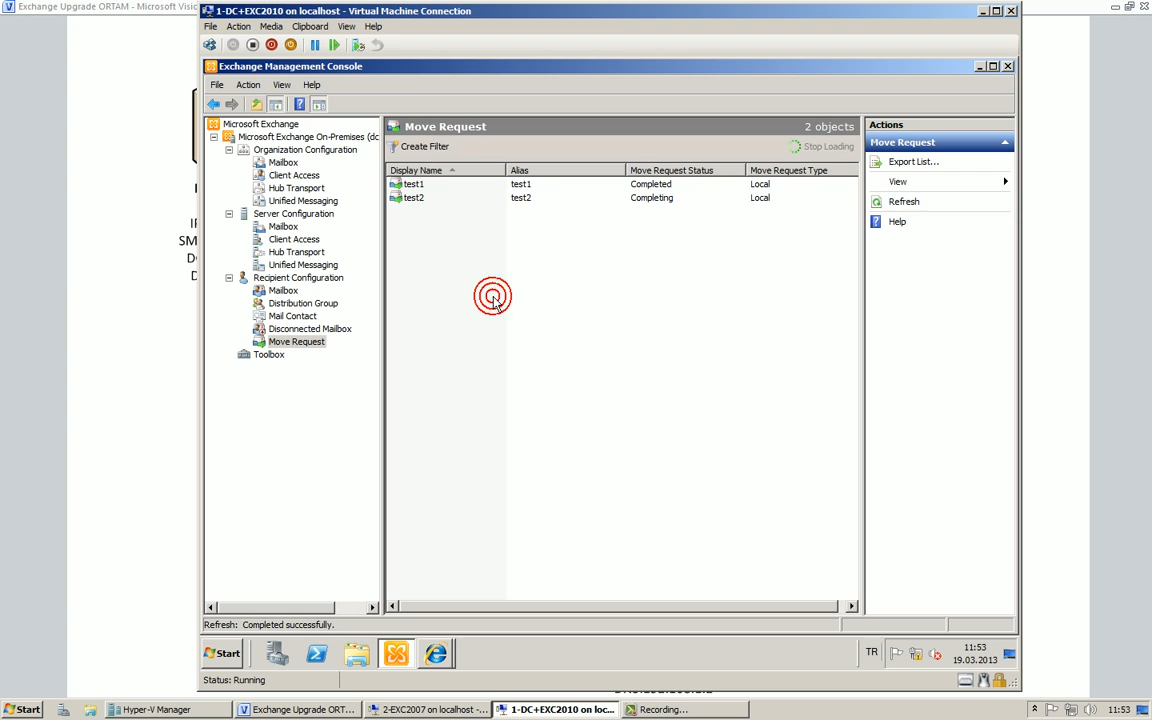 Exchange Upgrade ORTAM - Microsoft Visio
1-DC+EXC2010 on localhost - Virtual Machine Connection
File Action Media Clipboard View Help
Exchange Management Console
File Action View Help
Microsoft Exchange
Microsoft Exchange On-Premises (dc
Organization Configuration
Mailbox
Client Access
Hub Transport
Unified Messaging
Server Configuration
Mailbox
Client Access
Hub Transport
Unified Messaging
Recipient Configuration
Mailbox
Distribution Group
Mail Contact
Disconnected Mailbox
Move Request
Toolbox
Move Request 2 objects
Create Filter Stop Loading
Display Name Alias Move Request Status Move Request Type
test1 test1 Completed Local
test2 test2 Completing Local
Actions
Move Request
Export List...
View
Refresh
Help
Refresh: Completed successfully.
Start TR 11:53
19.03.2013
Status: Running
Start Hyper-V Manager Exchange Upgrade ORT... 2-EXC2007 on localhost -... 1-DC+EXC2010 on loc... Recording... 11:53